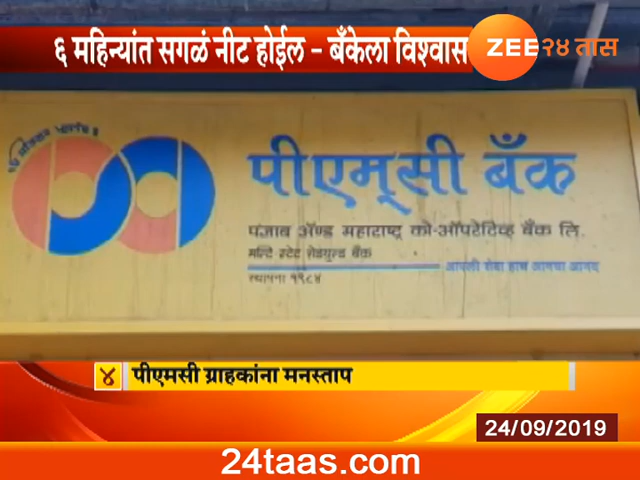 ६ महिन्यांत सगळं नीट होईल – बँकेला विश्वास
ZEE २४ तास
पीएम्सी बँक
पंजाब ॲण्ड महाराष्ट्र को-ऑपरेटिव्ह बँक लि.
मल्टि-स्टेट शेड्युल्ड बँक
आपली सेवा हाच आमचा आनंद
स्थापना १९८४
४ पीएमसी ग्राहकांना मनस्ताप
24/09/2019
24taas.com